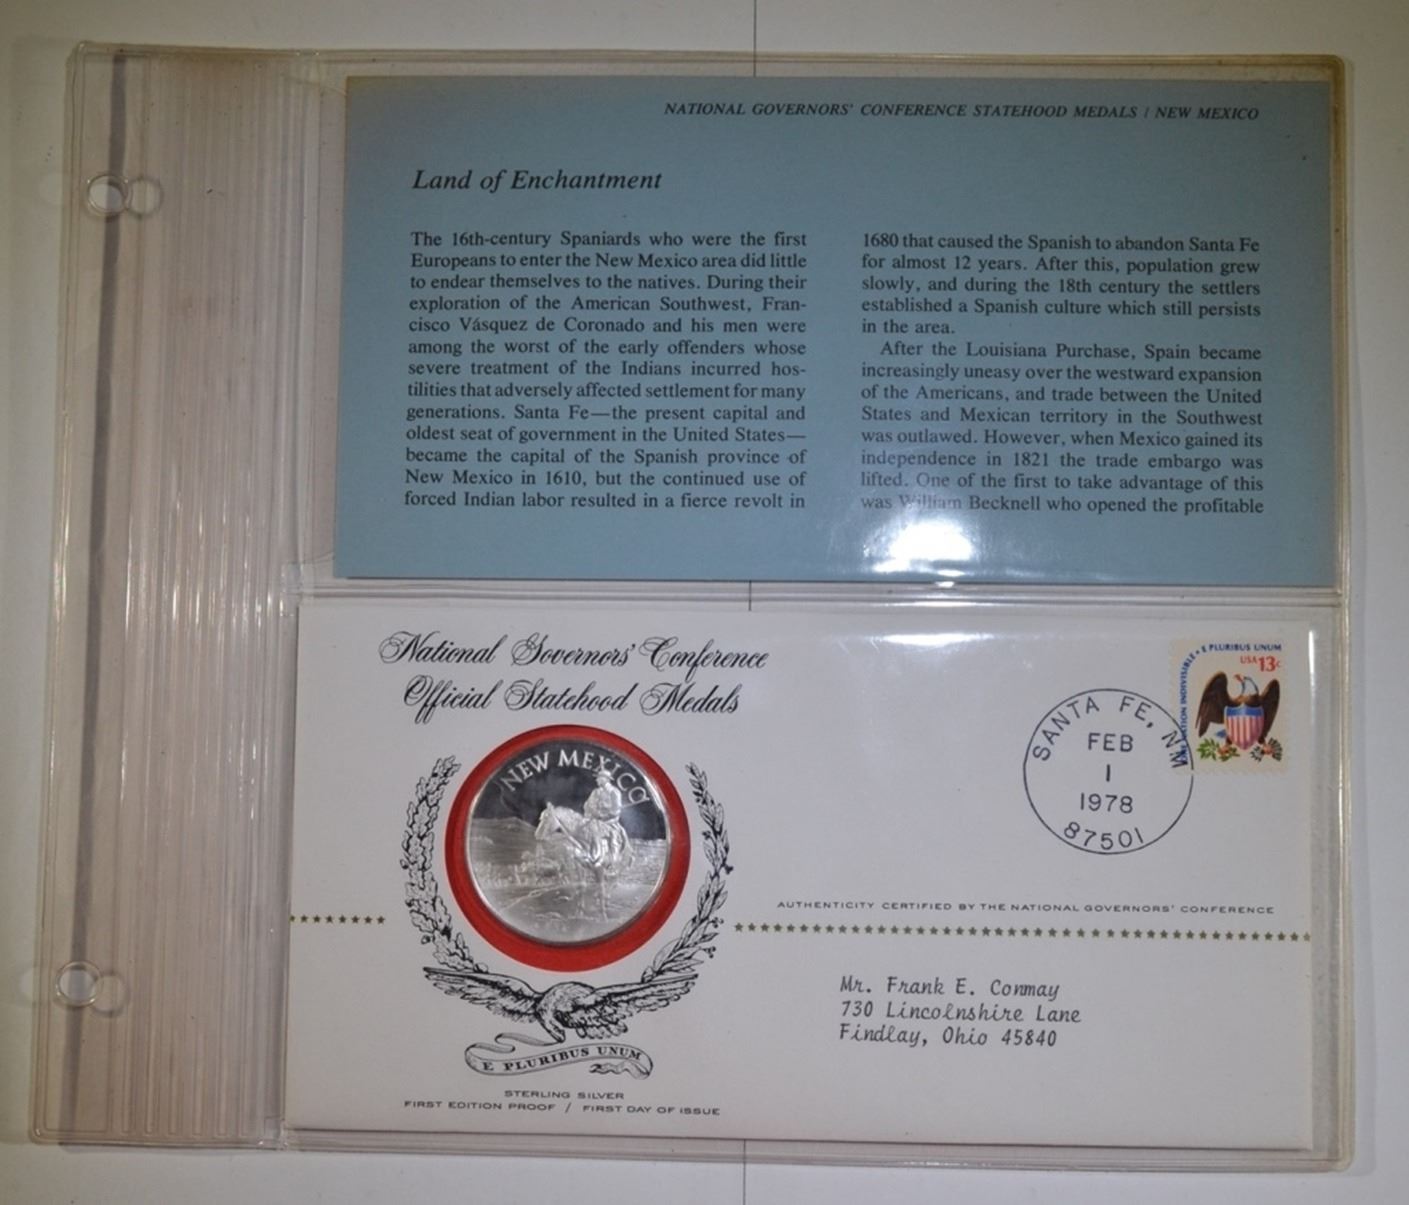 NATIONAL GOVERNORS' CONFERENCE STATEHOOD MEDALS / NEW MEXICO
Land of Enchantment
The 16th-century Spaniards who were the first
Europeans to enter the New Mexico area did little
to endear themselves to the natives. During their
exploration of the American Southwest, Fran-
cisco Vásquez de Coronado and his men were
among the worst of the early offenders whose
severe treatment of the Indians incurred hos-
tilities that adversely affected settlement for many
generations. Santa Fe—the present capital and
oldest seat of government in the United States—
became the capital of the Spanish province of
New Mexico in 1610, but the continued use of
forced Indian labor resulted in a fierce revolt in
1680 that caused the Spanish to abandon Santa Fe
for almost 12 years. After this, population grew
slowly, and during the 18th century the settlers
established a Spanish culture which still persists
in the area.
After the Louisiana Purchase, Spain became
increasingly uneasy over the westward expansion
of the Americans, and trade between the United
States and Mexican territory in the Southwest
was outlawed. However, when Mexico gained its
independence in 1821 the trade embargo was
lifted. One of the first to take advantage of this
was William Becknell who opened the profitable
National Governors' Conference
Official Statehood Medals
NEW MEXICO
E PLURIBUS UNUM
STERLING SILVER
FIRST EDITION PROOF / FIRST DAY OF ISSUE
ONE NATION INDIVISIBLE • E PLURIBUS UNUM
USA 13c
SANTA FE, NM
FEB
1
1978
87501
AUTHENTICITY CERTIFIED BY THE NATIONAL GOVERNORS' CONFERENCE
Mr. Frank E. Conmay
730 Lincolnshire Lane
Findlay, Ohio 45840